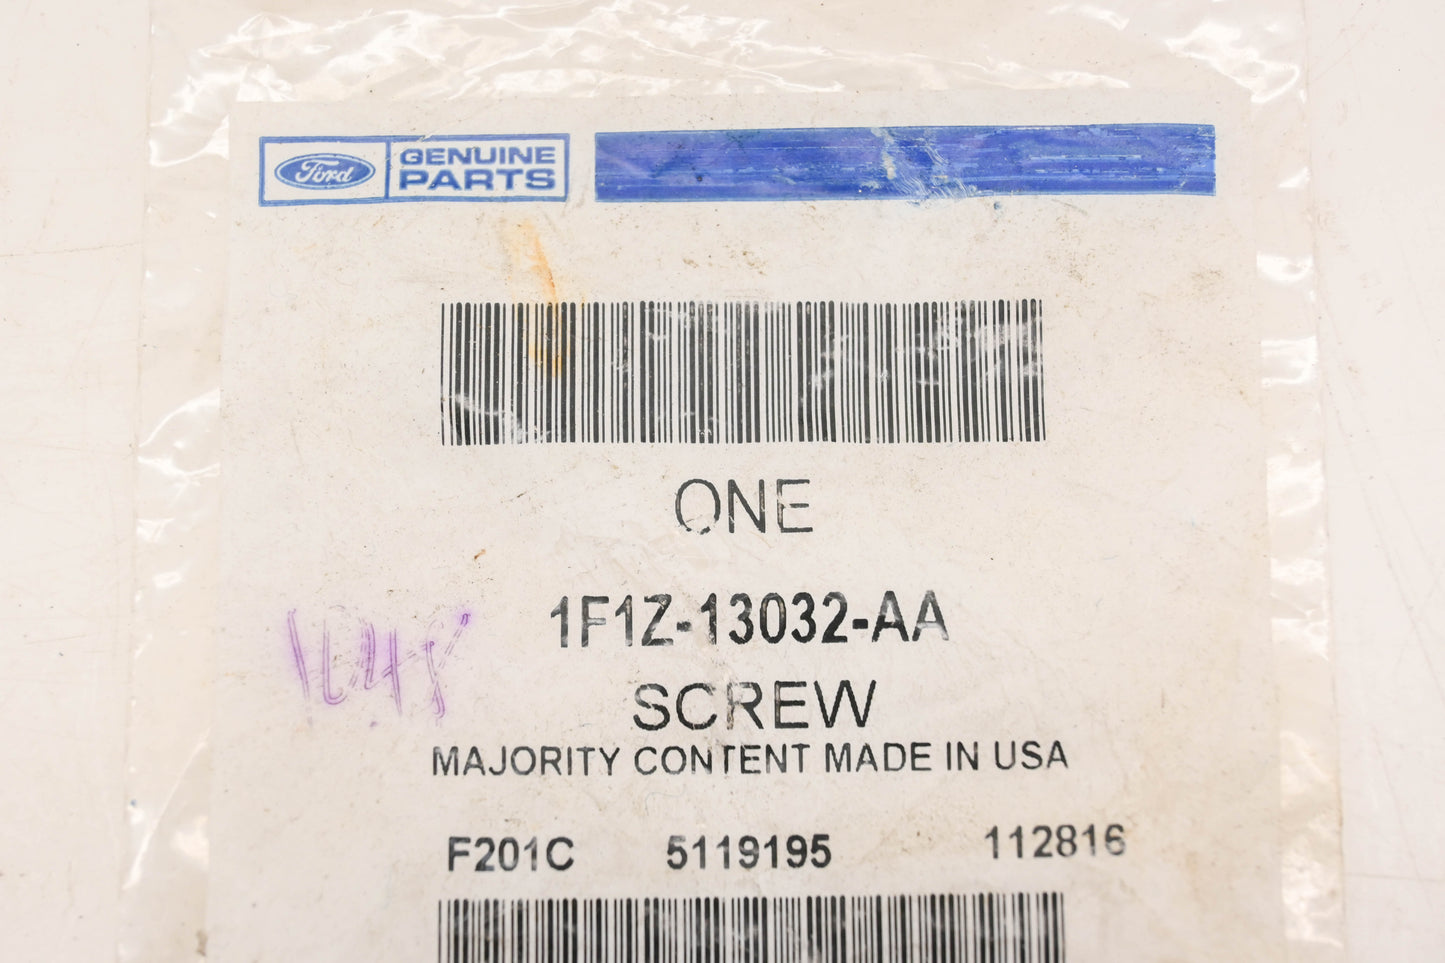 Ford GENUINE PARTS
ONE
1F1Z-13032-AA
SCREW
MAJORITY CONTENT MADE IN USA
F201C 5119195 112816